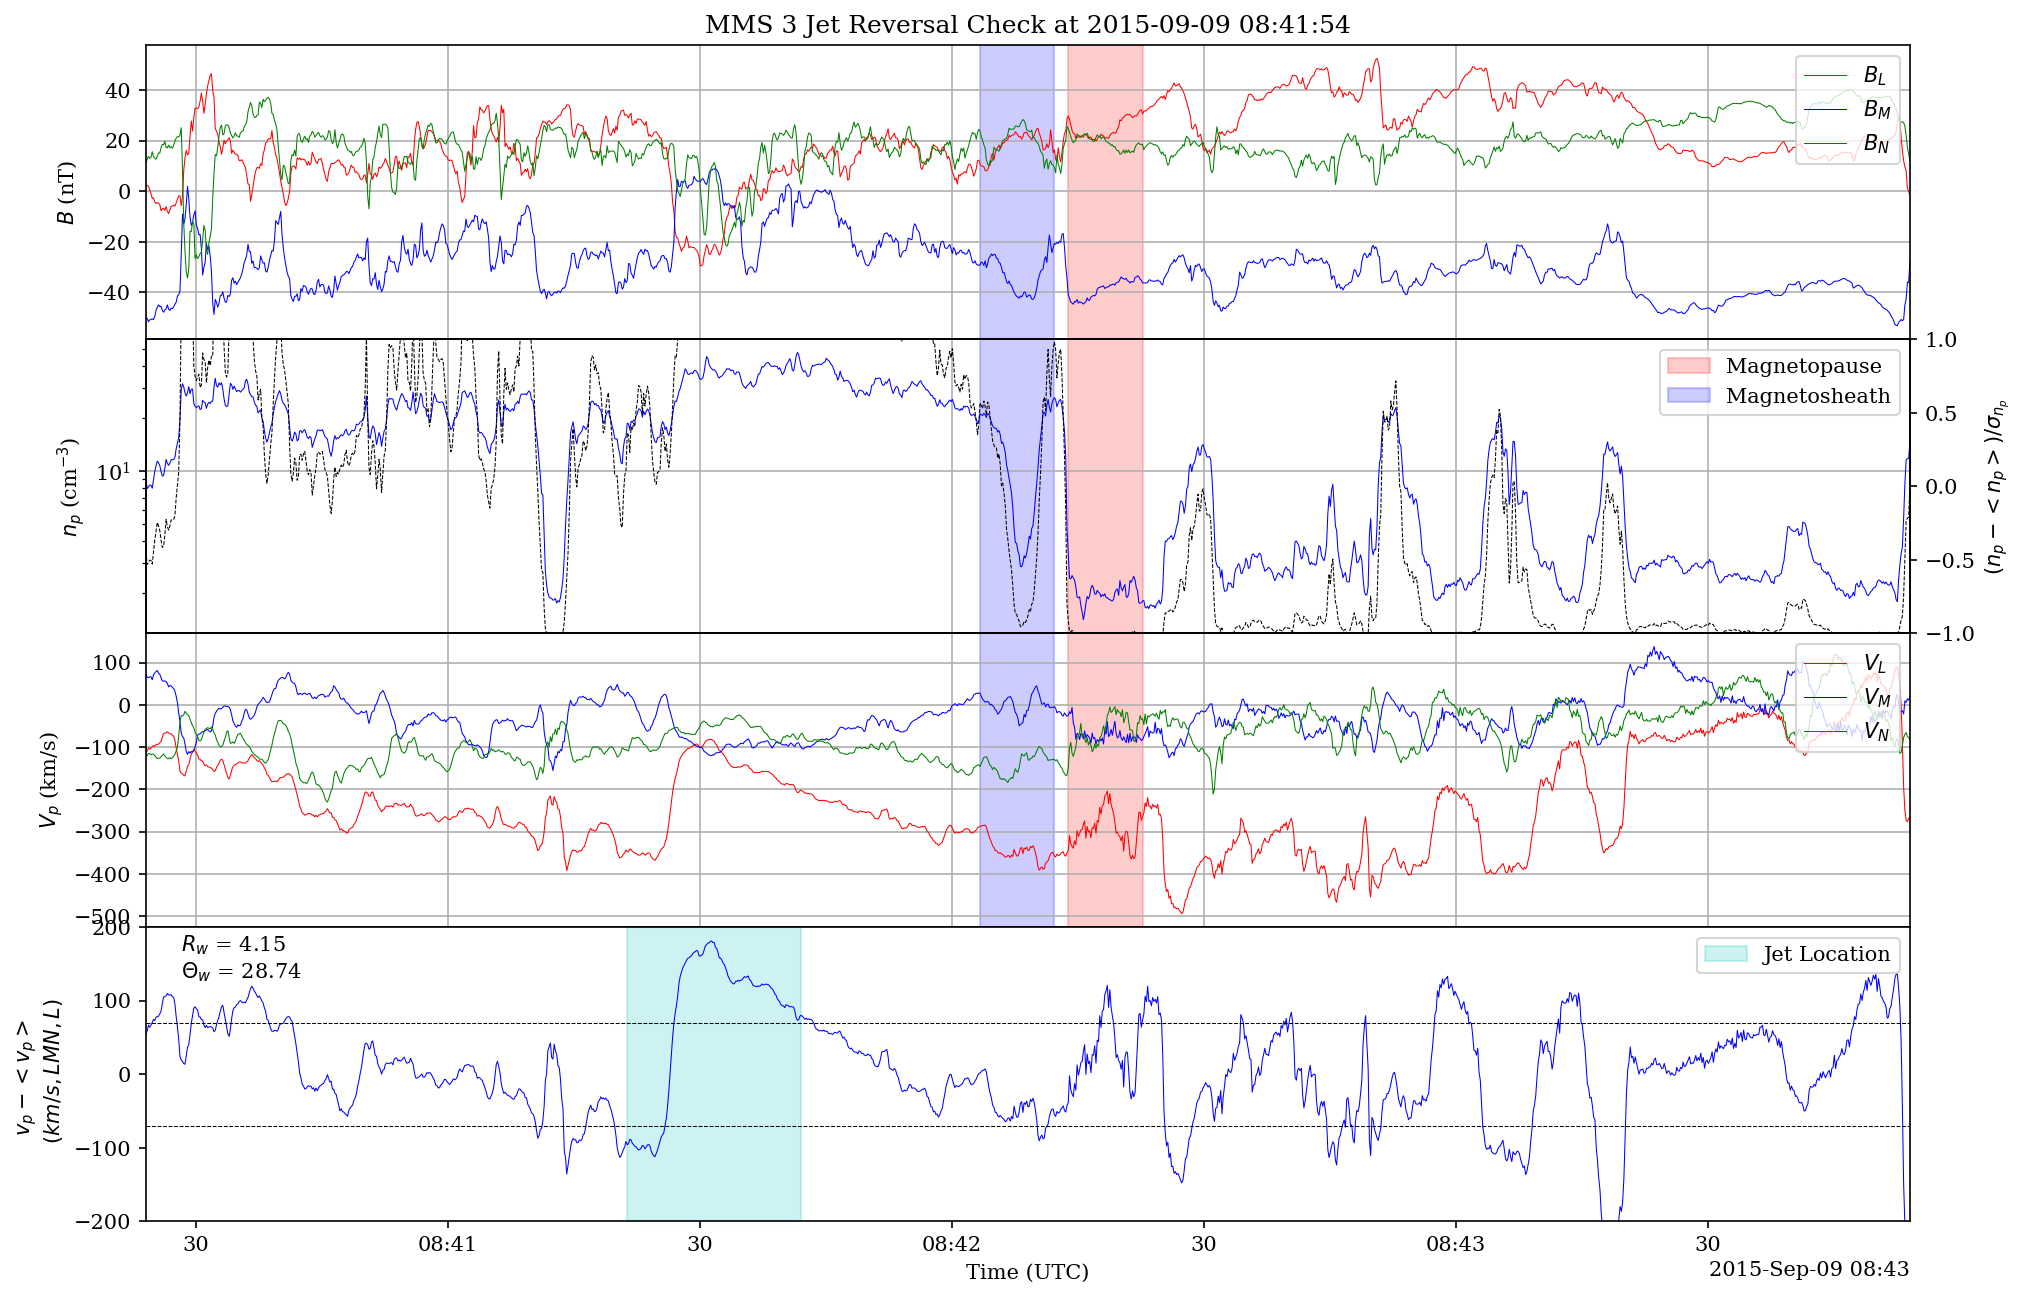 MMS 3 Jet Reversal Check at 2015-09-09 08:41:54
B (nT)
40
20
0
−20
−40
B_L
B_M
B_N
n_p (cm^{-3})
10^1
Magnetopause
Magnetosheath
1.0
0.5
0.0
−0.5
−1.0
(n_p − < n_p >)/σ_{n_p}
V_p (km/s)
100
0
−100
−200
−300
−400
−500
V_L
V_M
V_N
v_p − < v_p >
(km/s, LMN, L)
200
100
0
−100
−200
R_w = 4.15
Θ_w = 28.74
Jet Location
30
08:41
30
08:42
30
08:43
30
Time (UTC)
2015-Sep-09 08:43